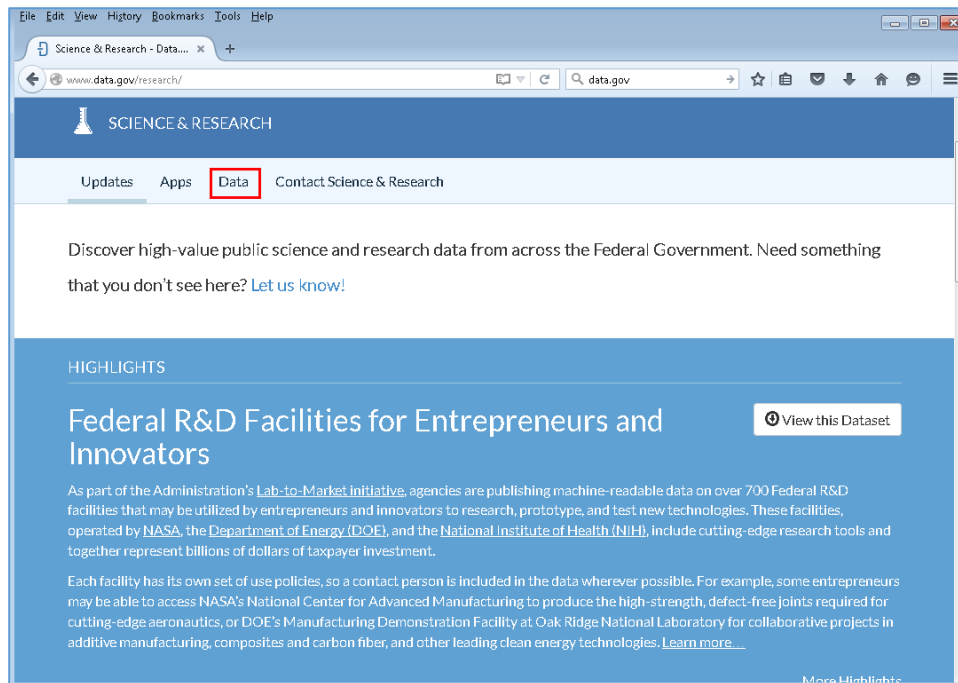 File Edit View History Bookmarks Tools Help
Science & Research - Data....
www.data.gov/research/
data.gov
SCIENCE & RESEARCH
Updates Apps Data Contact Science & Research
Discover high-value public science and research data from across the Federal Government. Need something
that you don't see here? Let us know!
HIGHLIGHTS
Federal R&D Facilities for Entrepreneurs and
Innovators
View this Dataset
As part of the Administration's Lab-to-Market initiative, agencies are publishing machine-readable data on over 700 Federal R&D
facilities that may be utilized by entrepreneurs and innovators to research, prototype, and test new technologies. These facilities,
operated by NASA, the Department of Energy (DOE), and the National Institute of Health (NIH), include cutting-edge research tools and
together represent billions of dollars of taxpayer investment.
Each facility has its own set of use policies, so a contact person is included in the data wherever possible. For example, some entrepreneurs
may be able to access NASA's National Center for Advanced Manufacturing to produce the high-strength, defect-free joints required for
cutting-edge aeronautics, or DOE's Manufacturing Demonstration Facility at Oak Ridge National Laboratory for collaborative projects in
additive manufacturing, composites and carbon fiber, and other leading clean energy technologies. Learn more...
More Highlights